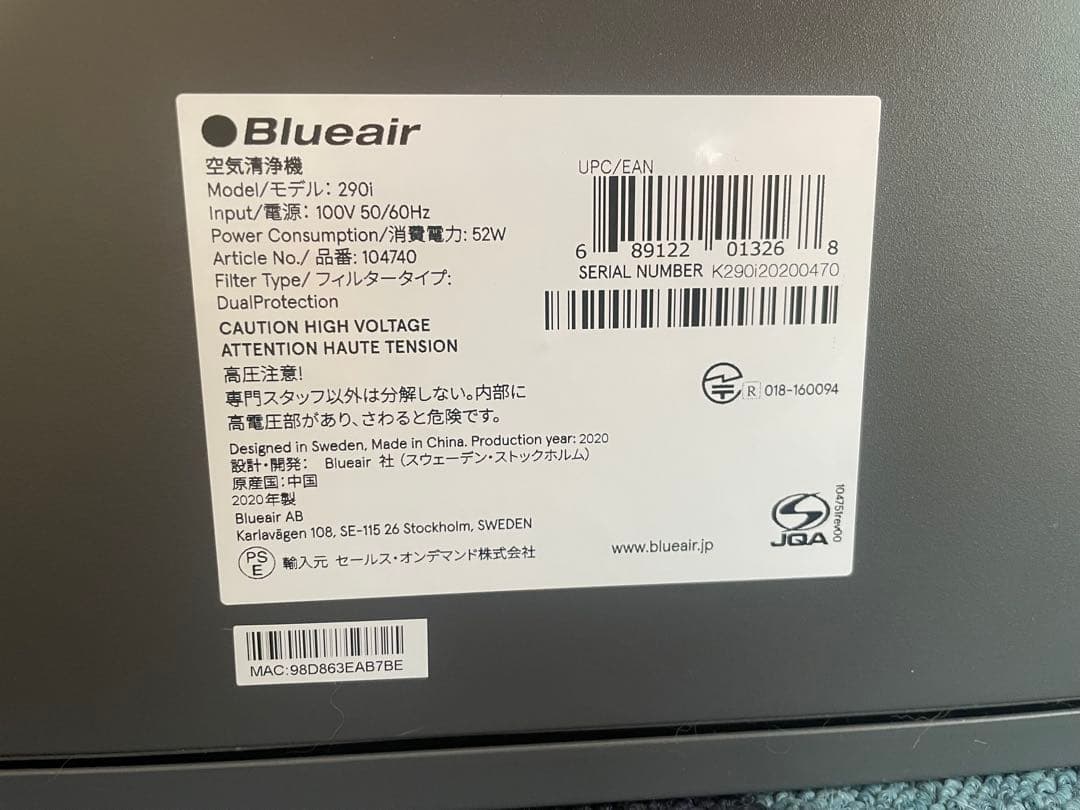 Blueair
空気清浄機
Model/モデル: 290i
Input/電源: 100V 50/60Hz
Power Consumption/消費電力: 52W
Article No./ 品番: 104740
Filter Type/ フィルタータイプ:
DualProtection
CAUTION HIGH VOLTAGE
ATTENTION HAUTE TENSION
高圧注意!
専門スタッフ以外は分解しない。内部に
高電圧部があり、さわると危険です。
Designed in Sweden, Made in China. Production year: 2020
設計・開発: Blueair 社 (スウェーデン・ストックホルム)
原産国:中国
2020年製
Blueair AB
Karlavägen 108, SE-115 26 Stockholm, SWEDEN
PS E
輸入元 セールス・オンデマンド株式会社
UPC/EAN
6 89122 01326 8
SERIAL NUMBER K290i20200470
R 018-160094
www.blueair.jp
JQA
104751rev00
MAC:98D863EAB7BE